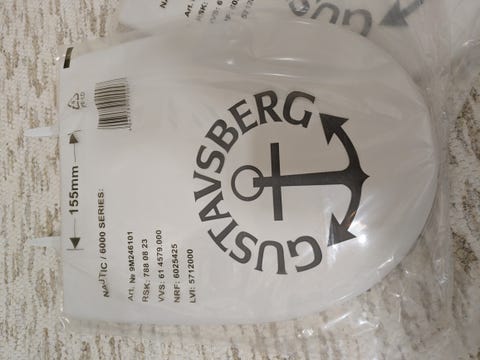 155mm
NAUTIC / 6000 SERIES:
Art. № 9M246101
RSK: 788 08 23
VVS: 61 4579.000
NRF: 6025425
LVI: 5712000
GUSTAVSBERG